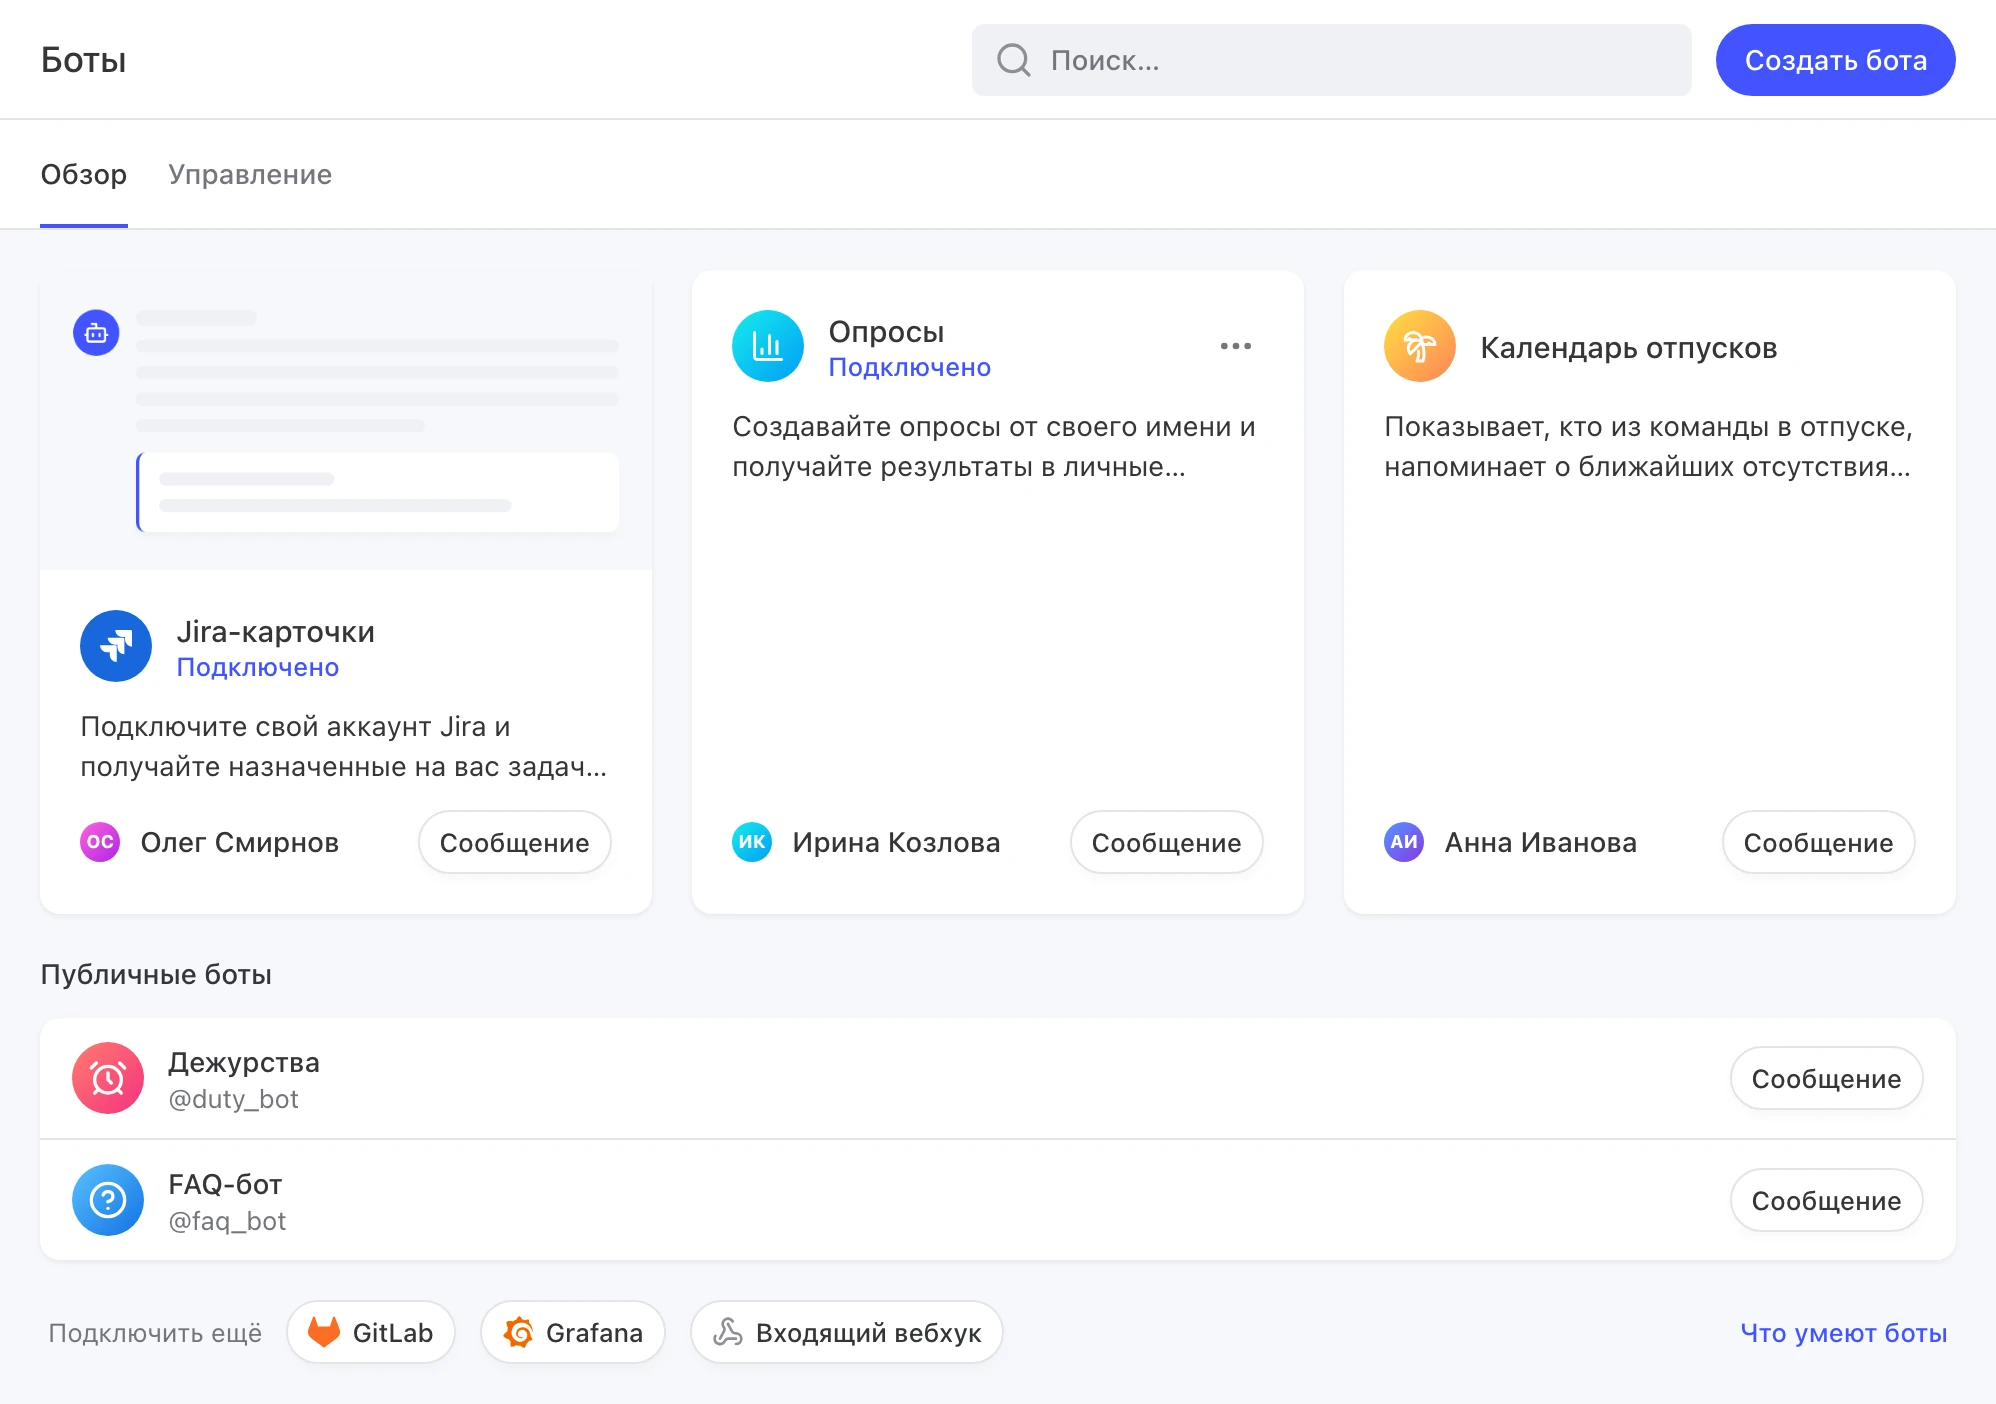 Боты
Поиск...
Создать бота
Обзор
Управление
Jira-карточки
Подключено
Подключите свой аккаунт Jira и
получайте назначенные на вас задач...
ОС
Олег Смирнов
Сообщение
Опросы
Подключено
Создавайте опросы от своего имени и
получайте результаты в личные...
ИК
Ирина Козлова
Сообщение
Календарь отпусков
Показывает, кто из команды в отпуске,
напоминает о ближайших отсутствия...
АИ
Анна Иванова
Сообщение
Публичные боты
Дежурства
@duty_bot
Сообщение
FAQ-бот
@faq_bot
Сообщение
Подключить ещё
GitLab
Grafana
Входящий вебхук
Что умеют боты